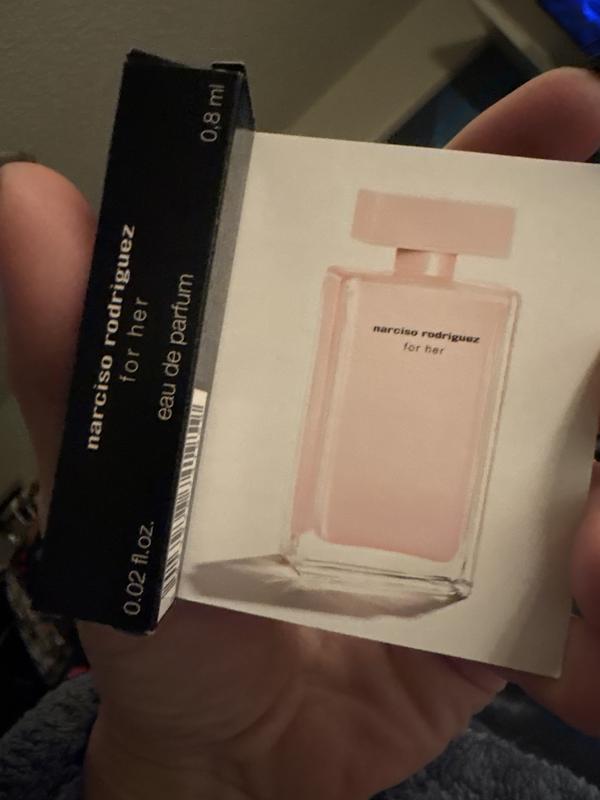 narciso rodriguez
for her
eau de parfum
0.02 fl.oz.
0,8 ml
narciso rodriguez
for her